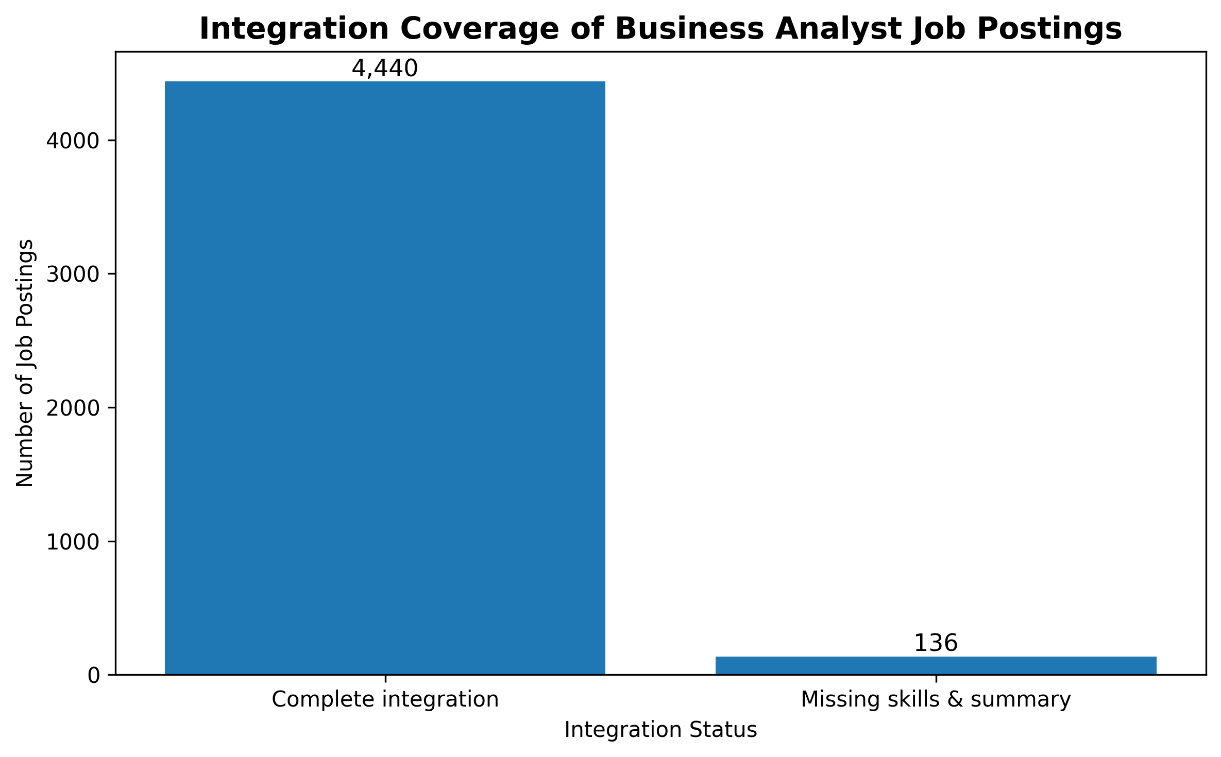 Integration Coverage of Business Analyst Job Postings
4,440
4000
3000
2000
1000
0
Number of Job Postings
136
Complete integration
Missing skills & summary
Integration Status